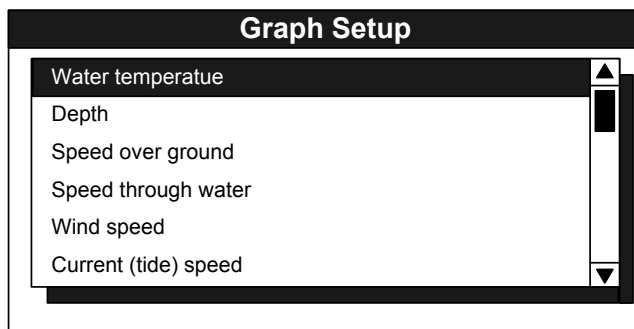 Graph Setup
Water temperatue
Depth
Speed over ground
Speed through water
Wind speed
Current (tide) speed